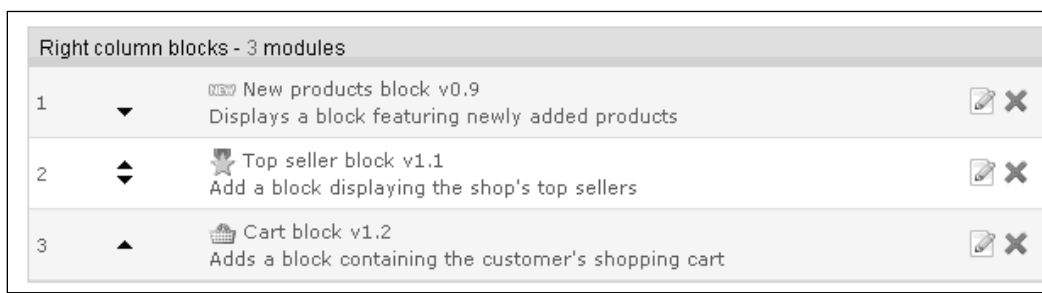 Right column blocks - 3 modules
1
NEW New products block v0.9
Displays a block featuring newly added products
2
Top seller block v1.1
Add a block displaying the shop's top sellers
3
Cart block v1.2
Adds a block containing the customer's shopping cart